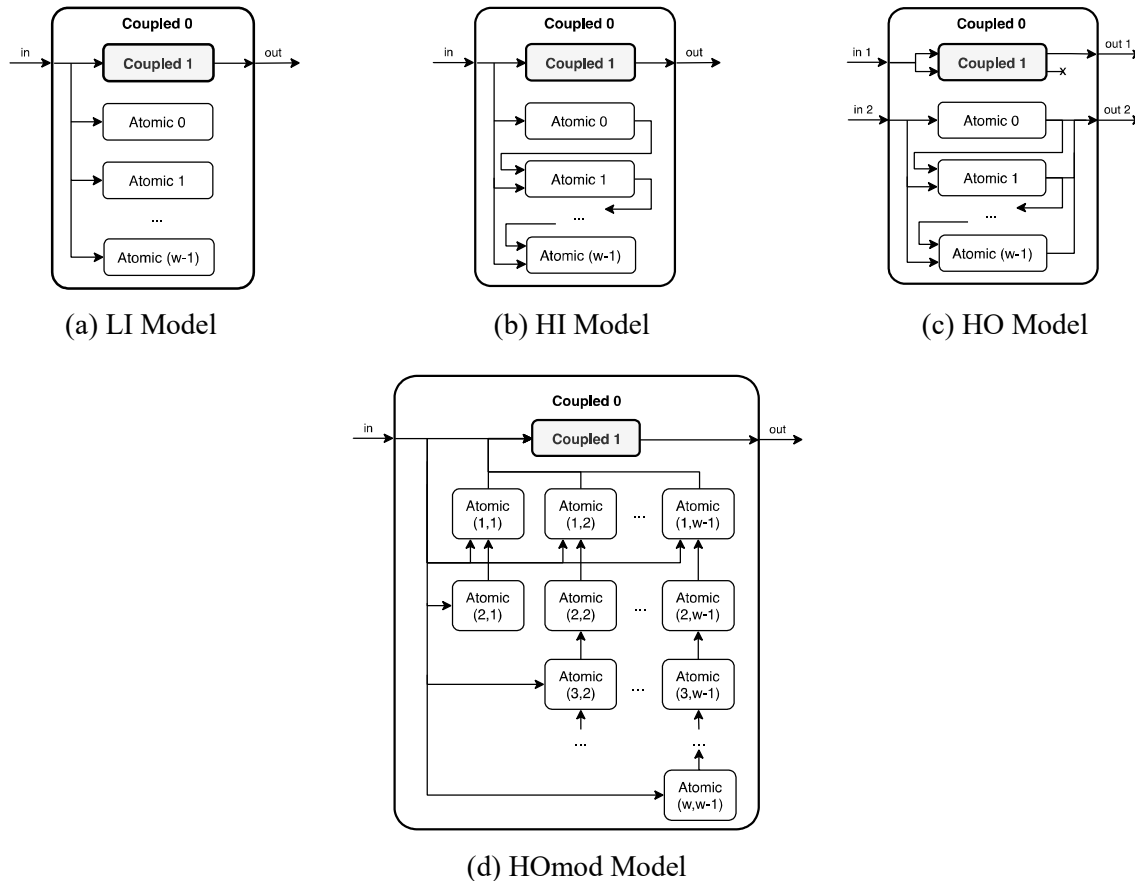 Coupled 0
in
Coupled 1
out
Atomic 0
Atomic 1
...
Atomic (w-1)
(a) LI Model
Coupled 0
in
Coupled 1
out
Atomic 0
Atomic 1
...
Atomic (w-1)
(b) HI Model
Coupled 0
in 1
Coupled 1
out 1
x
in 2
Atomic 0
out 2
Atomic 1
...
Atomic (w-1)
(c) HO Model
Coupled 0
in
Coupled 1
out
Atomic
(1,1)
Atomic
(1,2)
...
Atomic
(1,w-1)
Atomic
(2,1)
Atomic
(2,2)
...
Atomic
(2,w-1)
Atomic
(3,2)
...
Atomic
(3,w-1)
...
...
Atomic
(w,w-1)
(d) HOmod Model